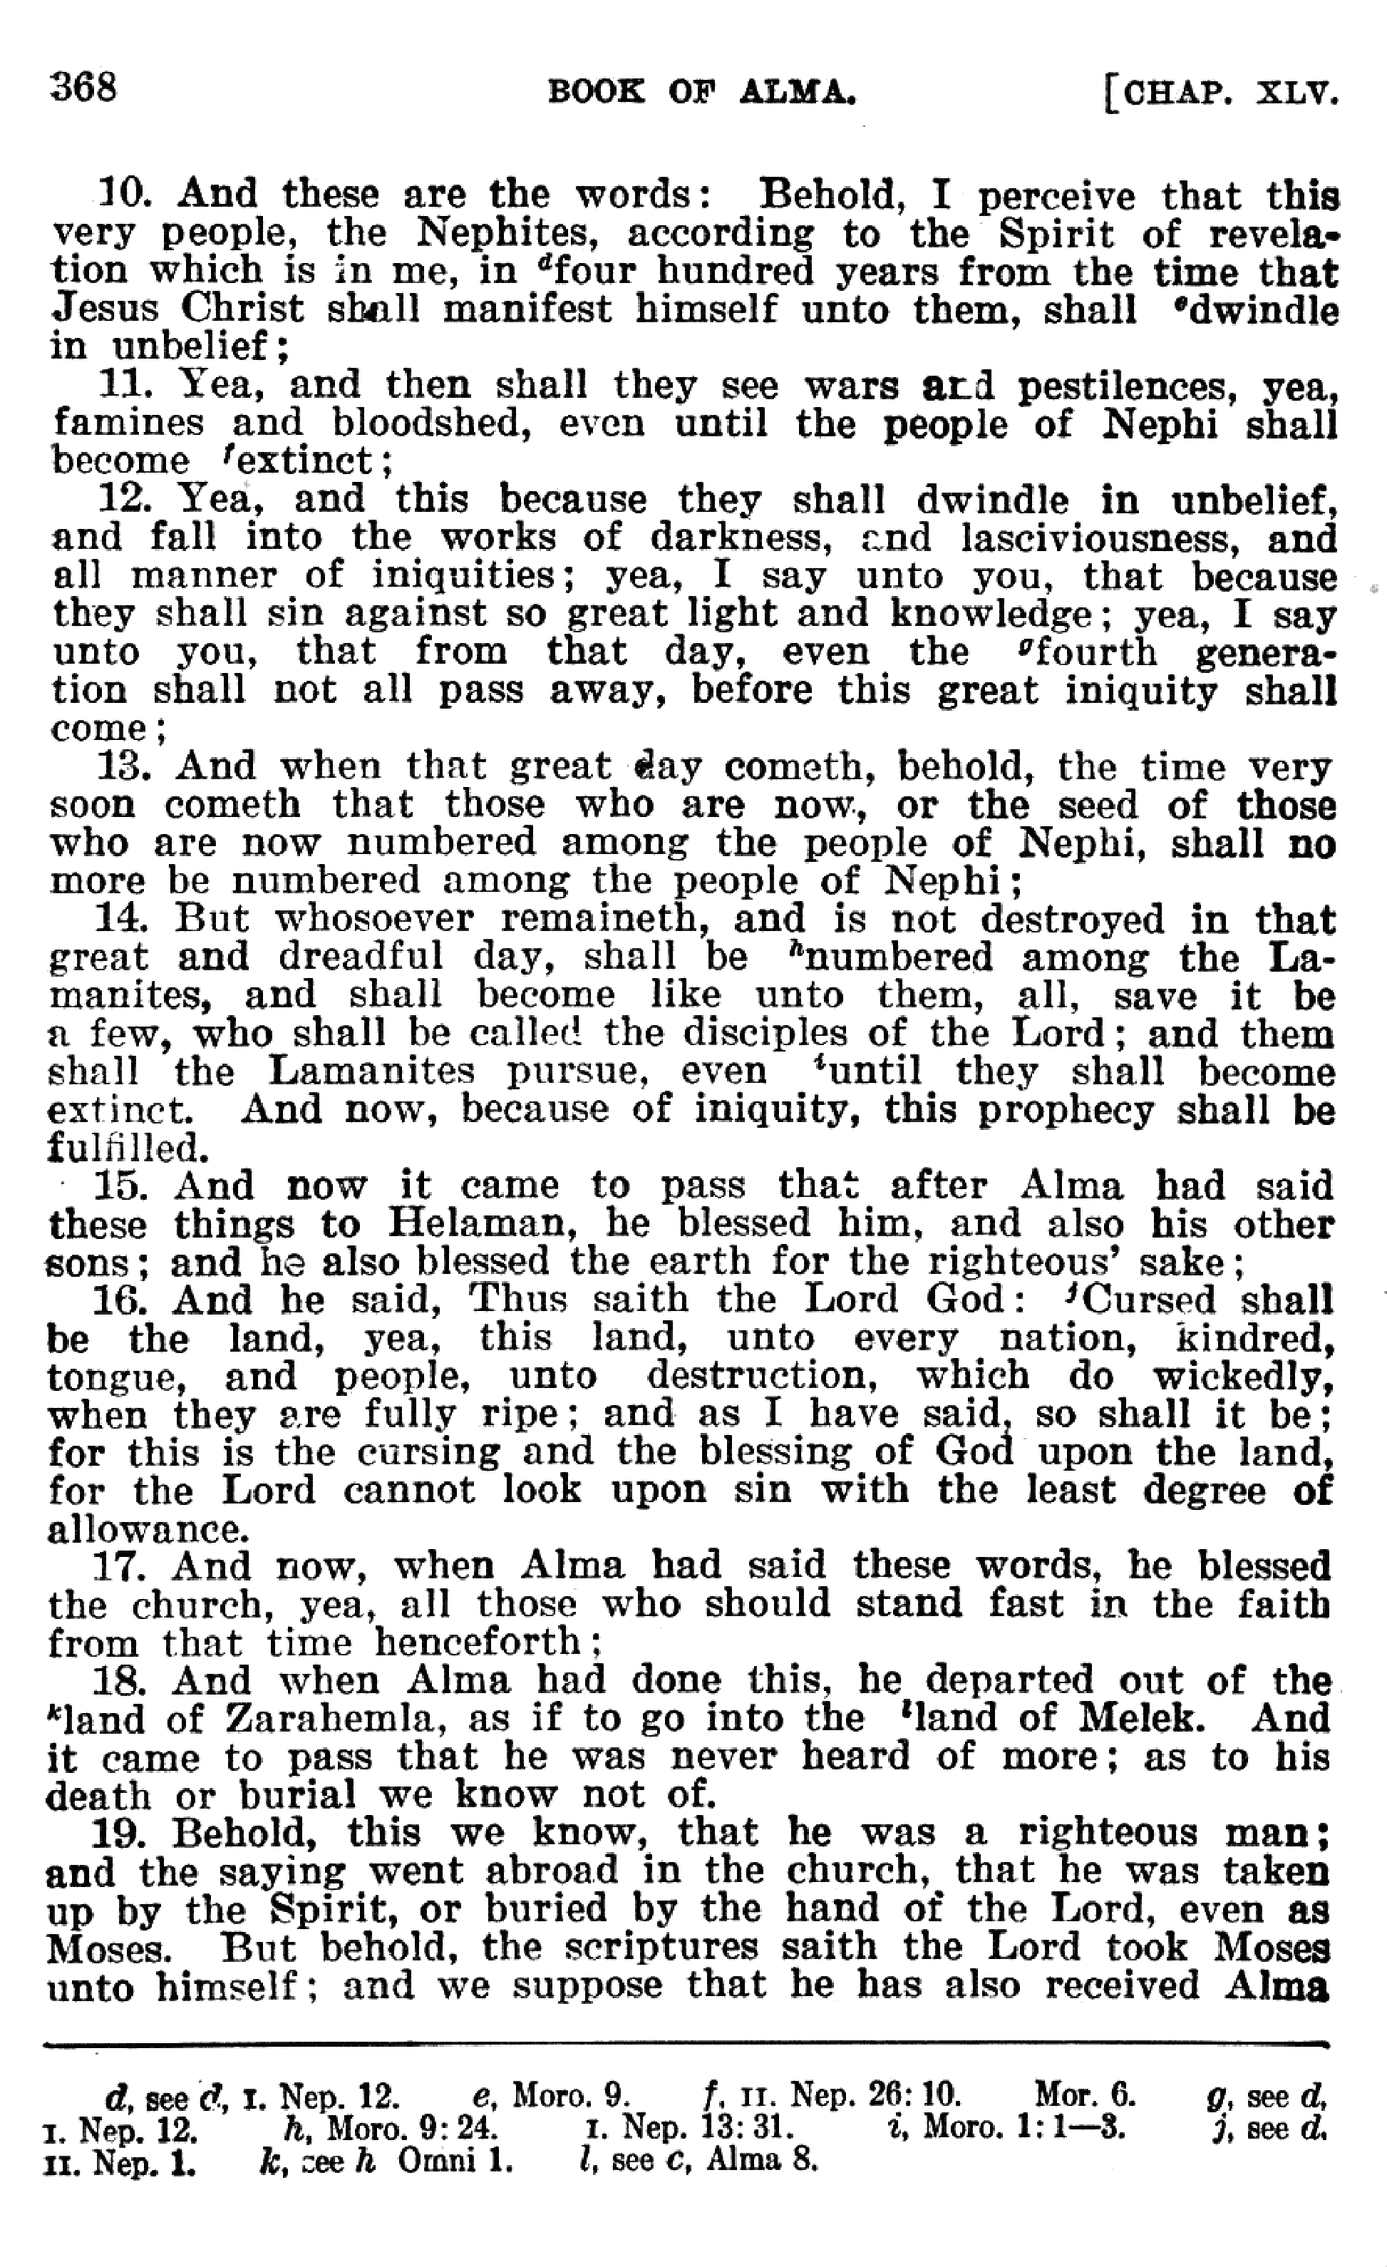 368 BOOK OF ALMA. [CHAP. XLV.
10. And these are the words: Behold, I perceive that this
very people, the Nephites, according to the Spirit of revela-
tion which is in me, in dfour hundred years from the time that
Jesus Christ shall manifest himself unto them, shall edwindle
in unbelief;
11. Yea, and then shall they see wars and pestilences, yea,
famines and bloodshed, even until the people of Nephi shall
become fextinct;
12. Yea, and this because they shall dwindle in unbelief,
and fall into the works of darkness, and lasciviousness, and
all manner of iniquities; yea, I say unto you, that because
they shall sin against so great light and knowledge; yea, I say
unto you, that from that day, even the gfourth genera-
tion shall not all pass away, before this great iniquity shall
come;
13. And when that great day cometh, behold, the time very
soon cometh that those who are now, or the seed of those
who are now numbered among the people of Nephi, shall no
more be numbered among the people of Nephi;
14. But whosoever remaineth, and is not destroyed in that
great and dreadful day, shall be hnumbered among the La-
manites, and shall become like unto them, all, save it be
a few, who shall be called the disciples of the Lord; and them
shall the Lamanites pursue, even iuntil they shall become
extinct. And now, because of iniquity, this prophecy shall be
fulfilled.
15. And now it came to pass that after Alma had said
these things to Helaman, he blessed him, and also his other
sons; and he also blessed the earth for the righteous' sake;
16. And he said, Thus saith the Lord God: jCursed shall
be the land, yea, this land, unto every nation, kindred,
tongue, and people, unto destruction, which do wickedly,
when they are fully ripe; and as I have said, so shall it be;
for this is the cursing and the blessing of God upon the land,
for the Lord cannot look upon sin with the least degree of
allowance.
17. And now, when Alma had said these words, he blessed
the church, yea, all those who should stand fast in the faith
from that time henceforth;
18. And when Alma had done this, he departed out of the
kland of Zarahemla, as if to go into the lland of Melek. And
it came to pass that he was never heard of more; as to his
death or burial we know not of.
19. Behold, this we know, that he was a righteous man;
and the saying went abroad in the church, that he was taken
up by the Spirit, or buried by the hand of the Lord, even as
Moses. But behold, the scriptures saith the Lord took Moses
unto himself; and we suppose that he has also received Alma
d, see d, I. Nep. 12. e, Moro. 9. f, II. Nep. 26:10. Mor. 6. g, see d,
I. Nep. 12. h, Moro. 9:24. I. Nep. 13:31. i, Moro. 1:1—3. j, see d,
II. Nep. 1. k, see h Omni 1. l, see c, Alma 8.